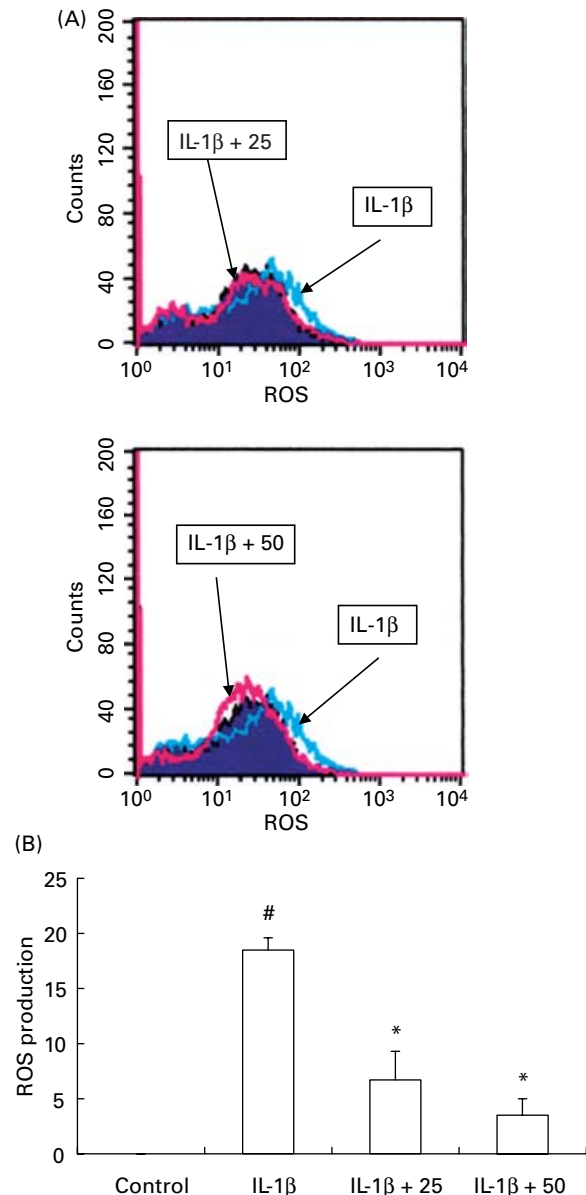 (A)
200
160
120
80
40
0
Counts
IL-1β + 25
IL-1β
10⁰ 10¹ 10² 10³ 10⁴
ROS
200
160
120
80
40
0
Counts
IL-1β + 50
IL-1β
10⁰ 10¹ 10² 10³ 10⁴
ROS
(B)
25
20
15
10
5
0
ROS production
#
*
*
Control IL-1β IL-1β + 25 IL-1β + 50